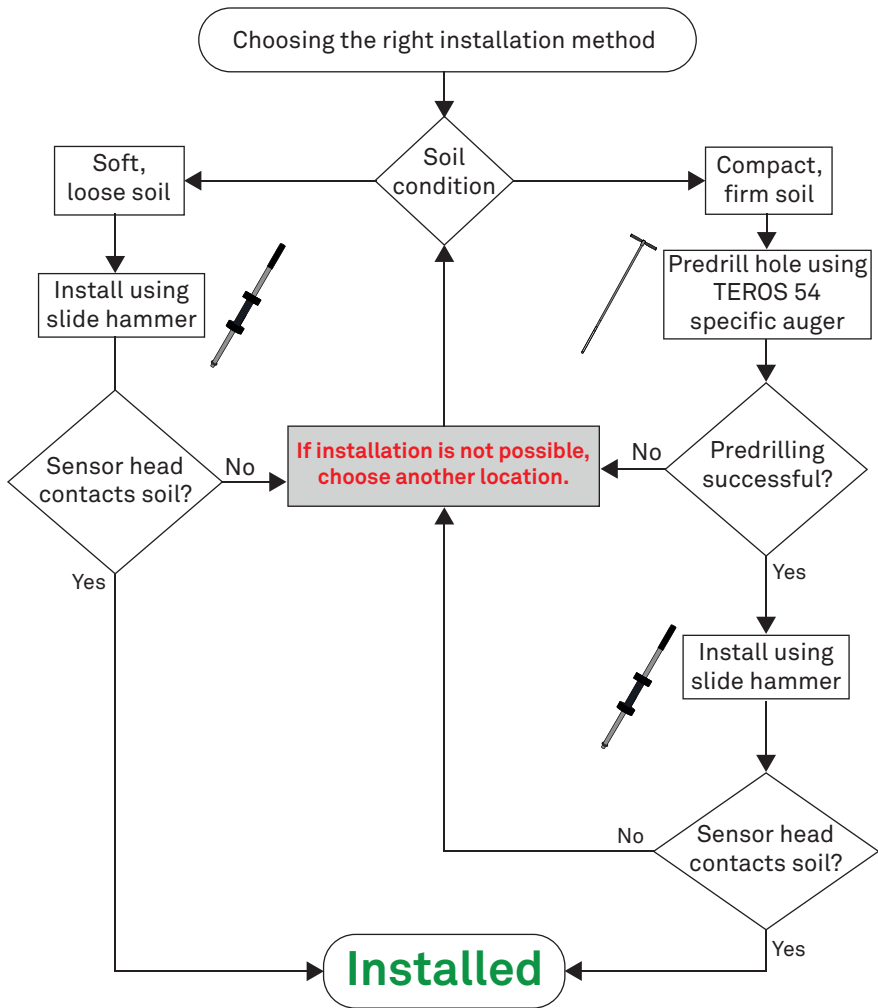 Choosing the right installation method
Soil
condition
Soft,
loose soil
Compact,
firm soil
Install using
slide hammer
Predrill hole using
TEROS 54
specific auger
Sensor head
contacts soil?
No
Yes
If installation is not possible,
choose another location.
No
Predrilling
successful?
Yes
Install using
slide hammer
No
Sensor head
contacts soil?
Yes
Installed